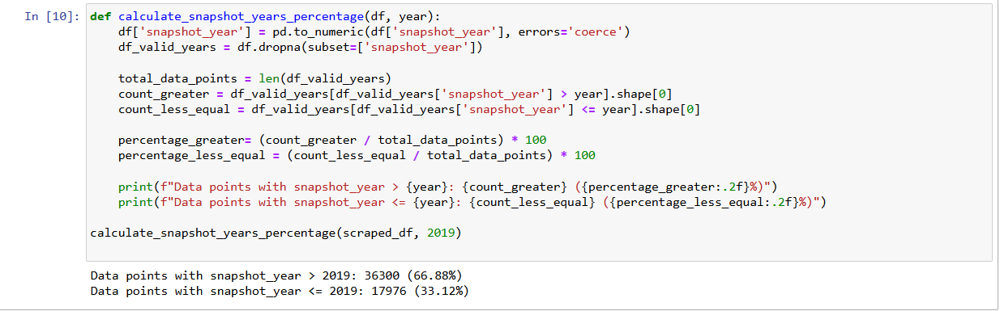 In [10]: def calculate_snapshot_years_percentage(df, year):
    df['snapshot_year'] = pd.to_numeric(df['snapshot_year'], errors='coerce')
    df_valid_years = df.dropna(subset=['snapshot_year'])

    total_data_points = len(df_valid_years)
    count_greater = df_valid_years[df_valid_years['snapshot_year'] > year].shape[0]
    count_less_equal = df_valid_years[df_valid_years['snapshot_year'] <= year].shape[0]

    percentage_greater= (count_greater / total_data_points) * 100
    percentage_less_equal = (count_less_equal / total_data_points) * 100

    print(f"Data points with snapshot_year > {year}: {count_greater} ({percentage_greater:.2f}%)")
    print(f"Data points with snapshot_year <= {year}: {count_less_equal} ({percentage_less_equal:.2f}%)")

calculate_snapshot_years_percentage(scraped_df, 2019)

Data points with snapshot_year > 2019: 36300 (66.88%)
Data points with snapshot_year <= 2019: 17976 (33.12%)